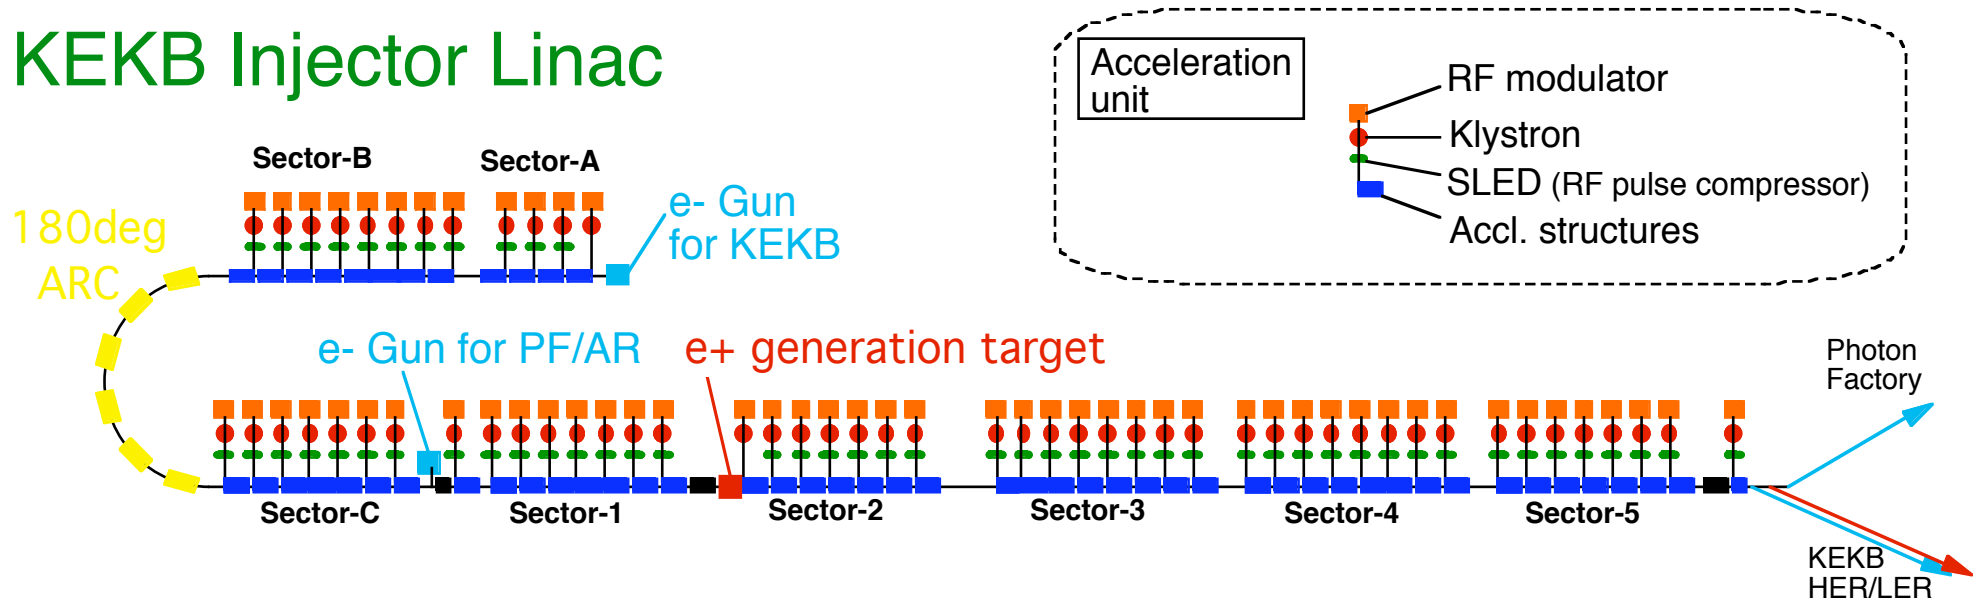 KEKB Injector Linac
Acceleration
unit
RF modulator
Klystron
SLED (RF pulse compressor)
Accl. structures
Sector-B
Sector-A
e- Gun
for KEKB
180deg
ARC
e- Gun for PF/AR
e+ generation target
Photon
Factory
Sector-C
Sector-1
Sector-2
Sector-3
Sector-4
Sector-5
KEKB
HER/LER